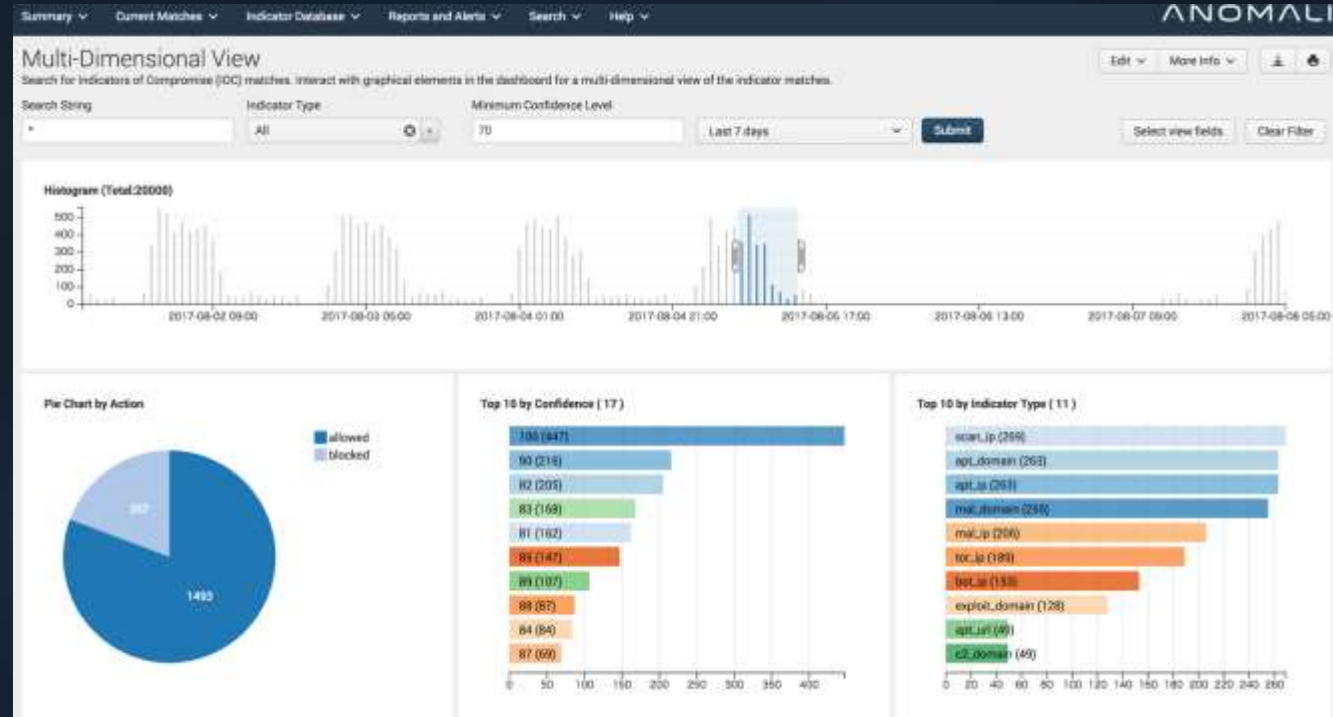 Summary Current Matches Indicator Database Reports and Alerts Search Help ANOMALI
Multi-Dimensional View
Edit More Info
Search for Indicators of Compromise (IOC) matches. Interact with graphical elements in the dashboard for a multi-dimensional view of the indicator matches.
Search String Indicator Type Minimum Confidence Level
* All 70 Last 7 days Submit Select view fields Clear Filter
Histogram (Total:20000)
500
400
300
200
100
0
2017-08-02 09:00 2017-08-03 05:00 2017-08-04 01:00 2017-08-04 21:00 2017-08-05 17:00 2017-08-06 13:00 2017-08-07 09:00 2017-08-08 05:00
Pie Chart by Action
allowed
blocked
1493
Top 10 by Confidence ( 17 )
100 (447)
90 (216)
82 (205)
83 (168)
81 (162)
85 (147)
89 (107)
88 (87)
84 (84)
87 (69)
0 50 100 150 200 250 300 350 400
Top 10 by Indicator Type ( 11 )
scan_ip (269)
apt_domain (263)
apt_ip (263)
mal_domain (255)
mal_ip (206)
tor_ip (189)
bot_ip (153)
exploit_domain (128)
apt_url (49)
c2_domain (49)
0 20 40 60 80 100 120 140 160 180 200 220 240 260